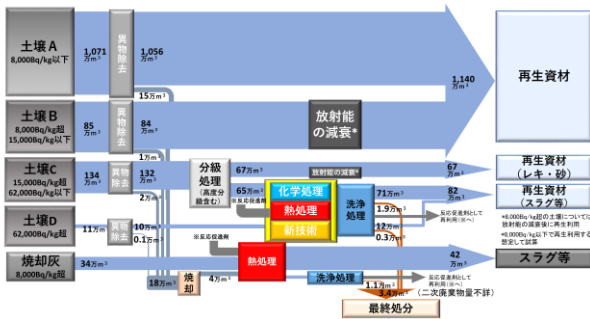 土壌A
8,000Bq/kg以下
1,071
万m³
異物除去
1,056
万m³
15万m³
1,140
万m³
再生資材
土壌B
8,000Bq/kg超
15,000Bq/kg以下
85
万m³
異物除去
84
万m³
1万m³
放射能
の減衰*
土壌C
15,000Bq/kg超
62,000Bq/kg以下
134
万m³
異物除去
132
万m³
2万m³
分級
処理
(高度分
級含む)
67万m³
放射能の減衰*
67
万m³
再生資材
(レキ・砂)
65万m³
※反応促進剤
化学処理
熱処理
新技術
洗浄
処理
71万m³
1.9万m³
82
万m³
再生資材
(スラグ等)
土壌D
62,000Bq/kg超
11万m³
異物
除去
10万m³
0.1万m³
12万m³
0.3万m³
反応促進剤として
再利用(※へ)
*8,000Bq/kg超の土壌については
放射能の減衰後に再生利用
*8,000Bq/kg以下で再生利用する
想定して試算
※反応促進剤
焼却灰
8,000Bq/kg超
34万m³
熱処理
42
万m³
スラグ等
18万m³
焼
却
4万m³
洗浄処理
反応促進剤として
再利用(※へ)
1.1万m³
3.4万m³
(二次廃棄物量不詳)
最終処分